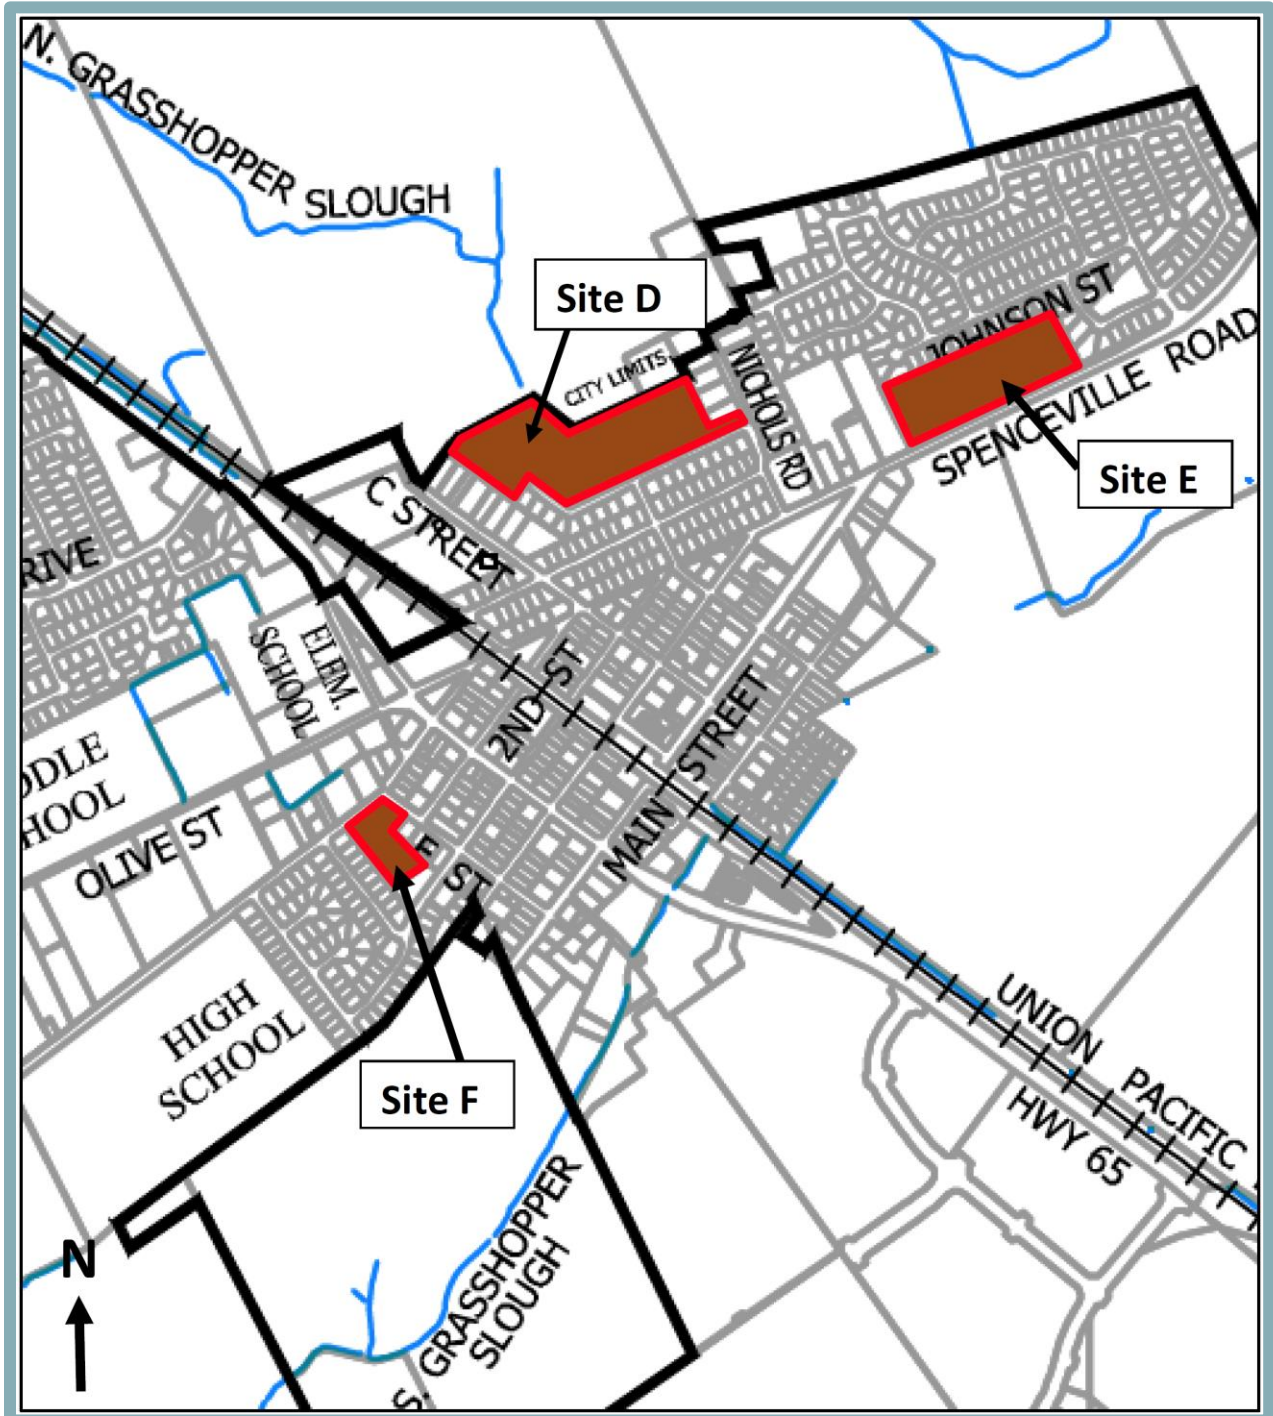 N. GRASSHOPPER SLOUGH
Site D
CITY LIMITS
JOHNSON ST
NICHOLS RD
SPENCEVILLE ROAD
Site E
C STREET
RIVE
ELEM.
SCHOOL
2ND ST
MAIN STREET
DDLE
HOOL
OLIVE ST
E ST
HIGH
SCHOOL
Site F
UNION PACIFIC
HWY 65
S. GRASSHOPPER
SLOUGH
N